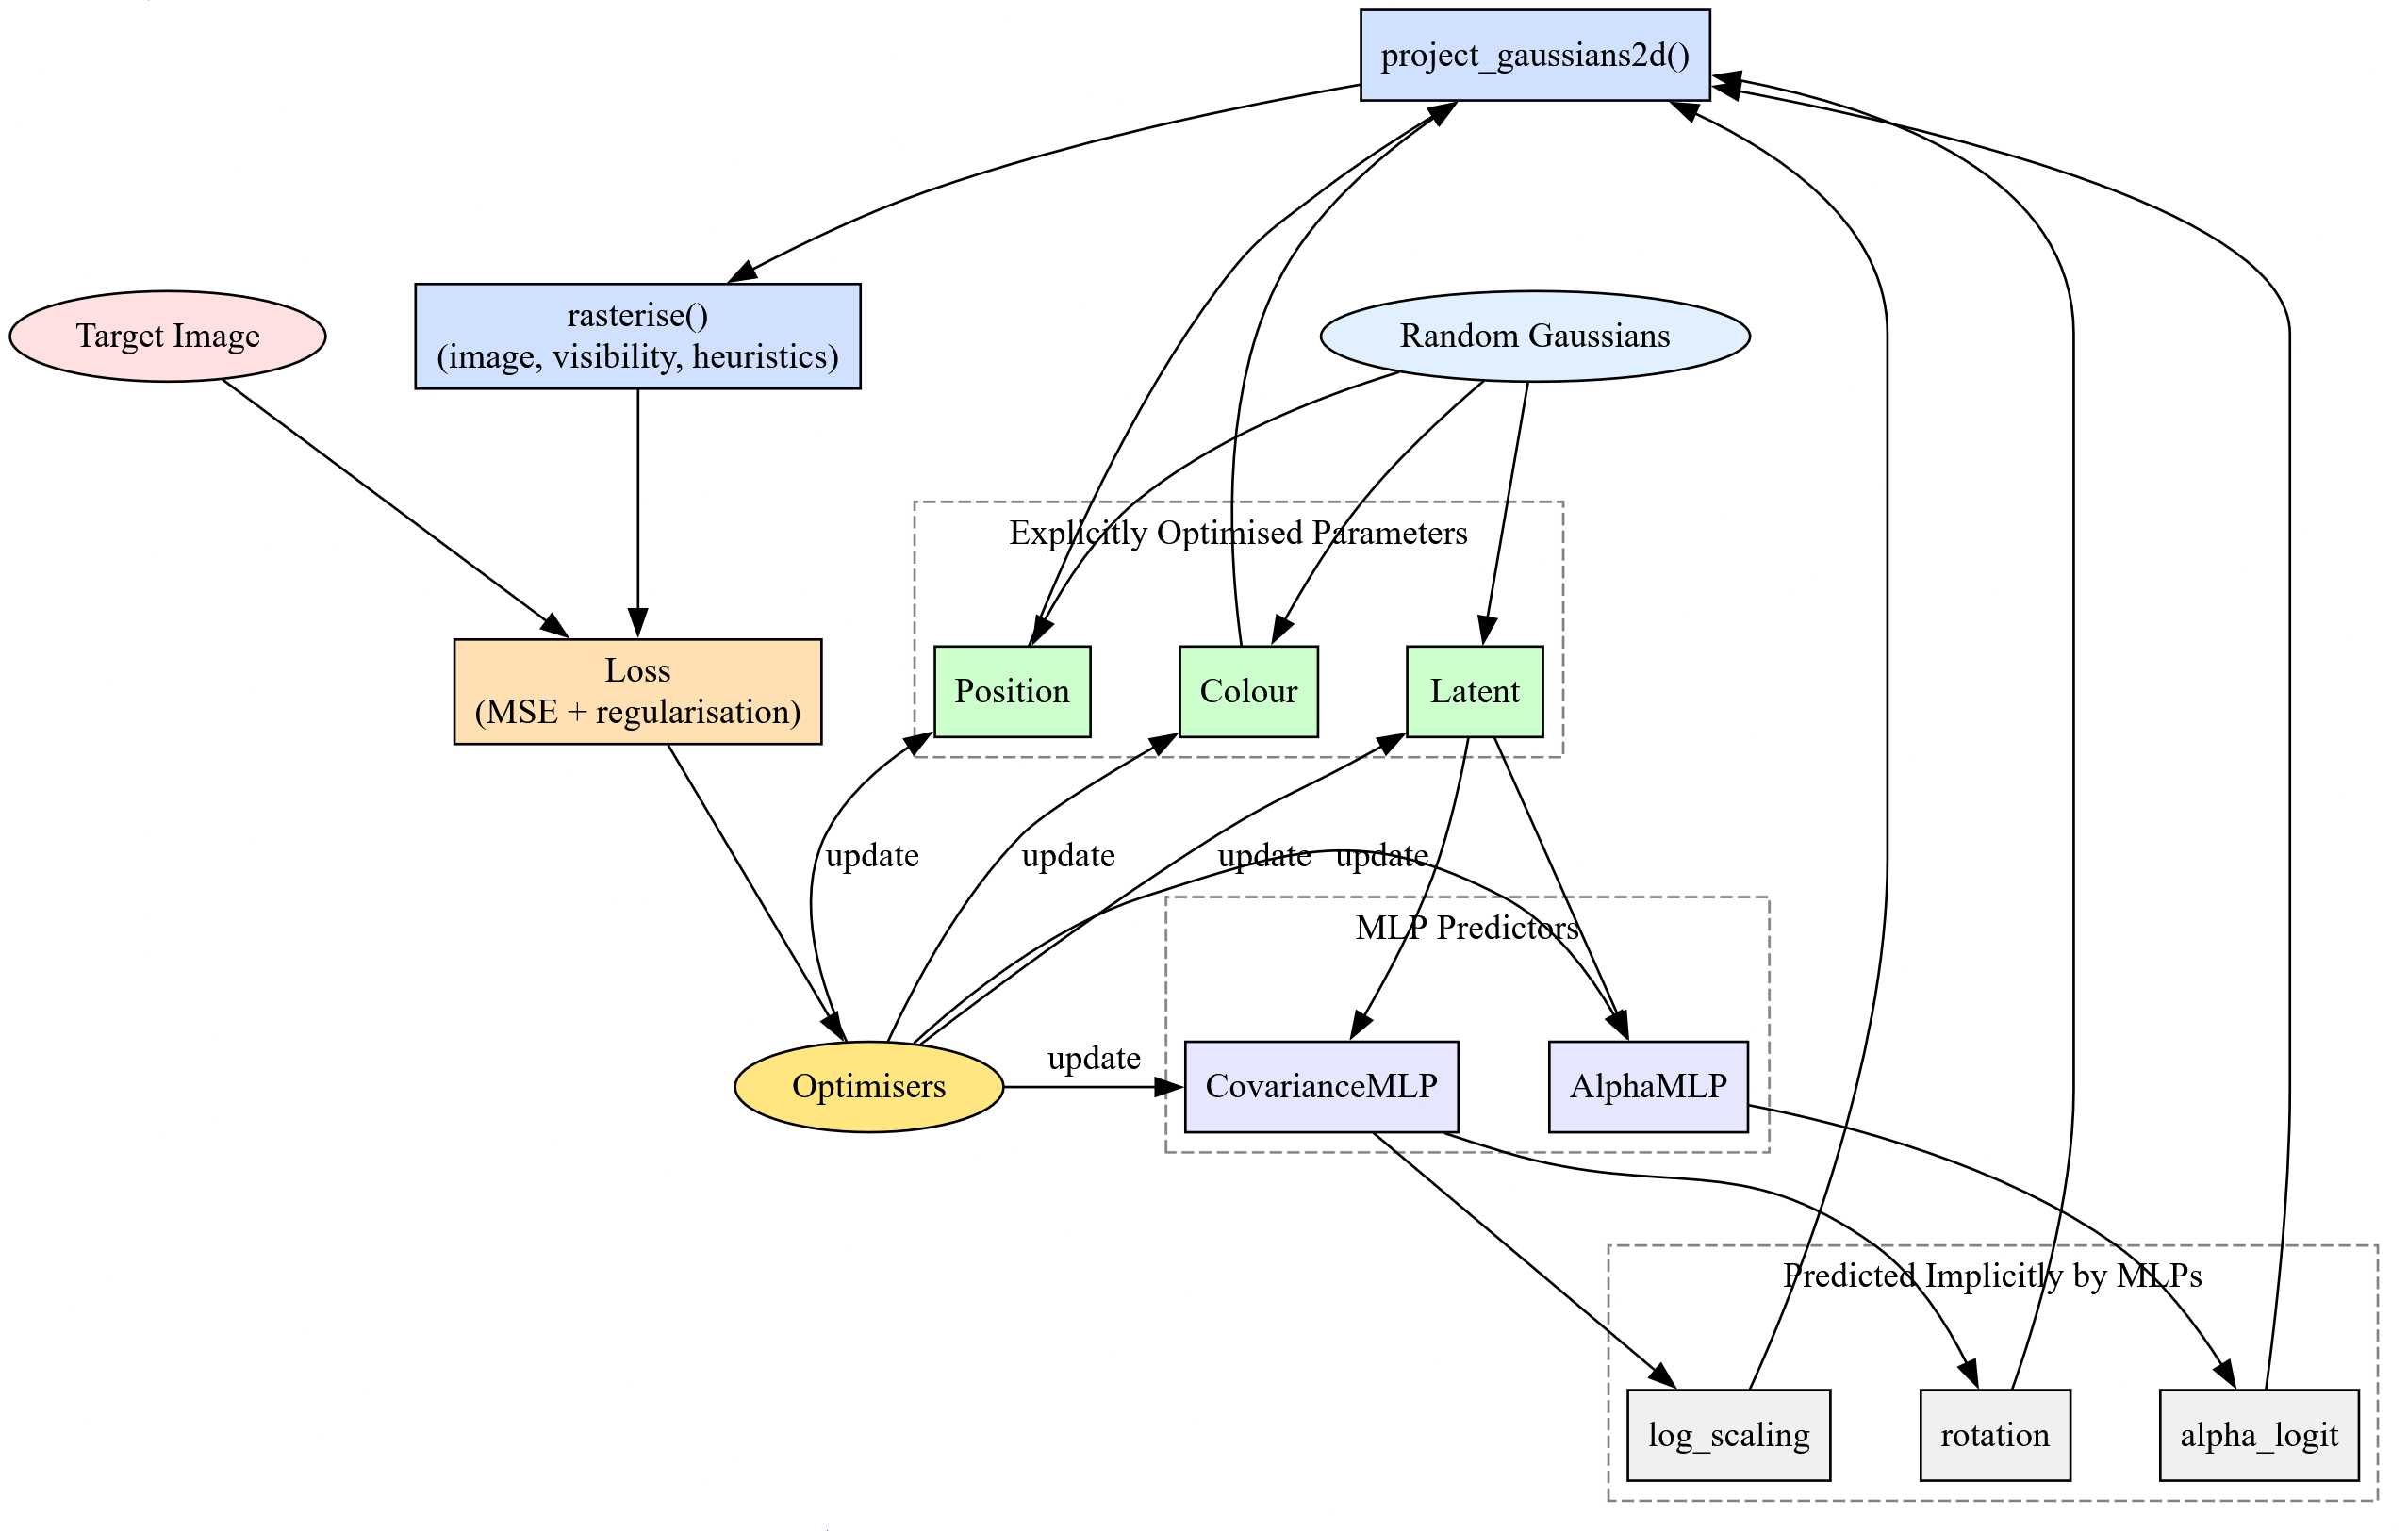 project_gaussians2d()
Target Image
rasterise()
(image, visibility, heuristics)
Random Gaussians
Explicitly Optimised Parameters
Loss
(MSE + regularisation)
Position
Colour
Latent
update
update
update
update
MLP Predictors
update
Optimisers
CovarianceMLP
AlphaMLP
Predicted Implicitly by MLPs
log_scaling
rotation
alpha_logit